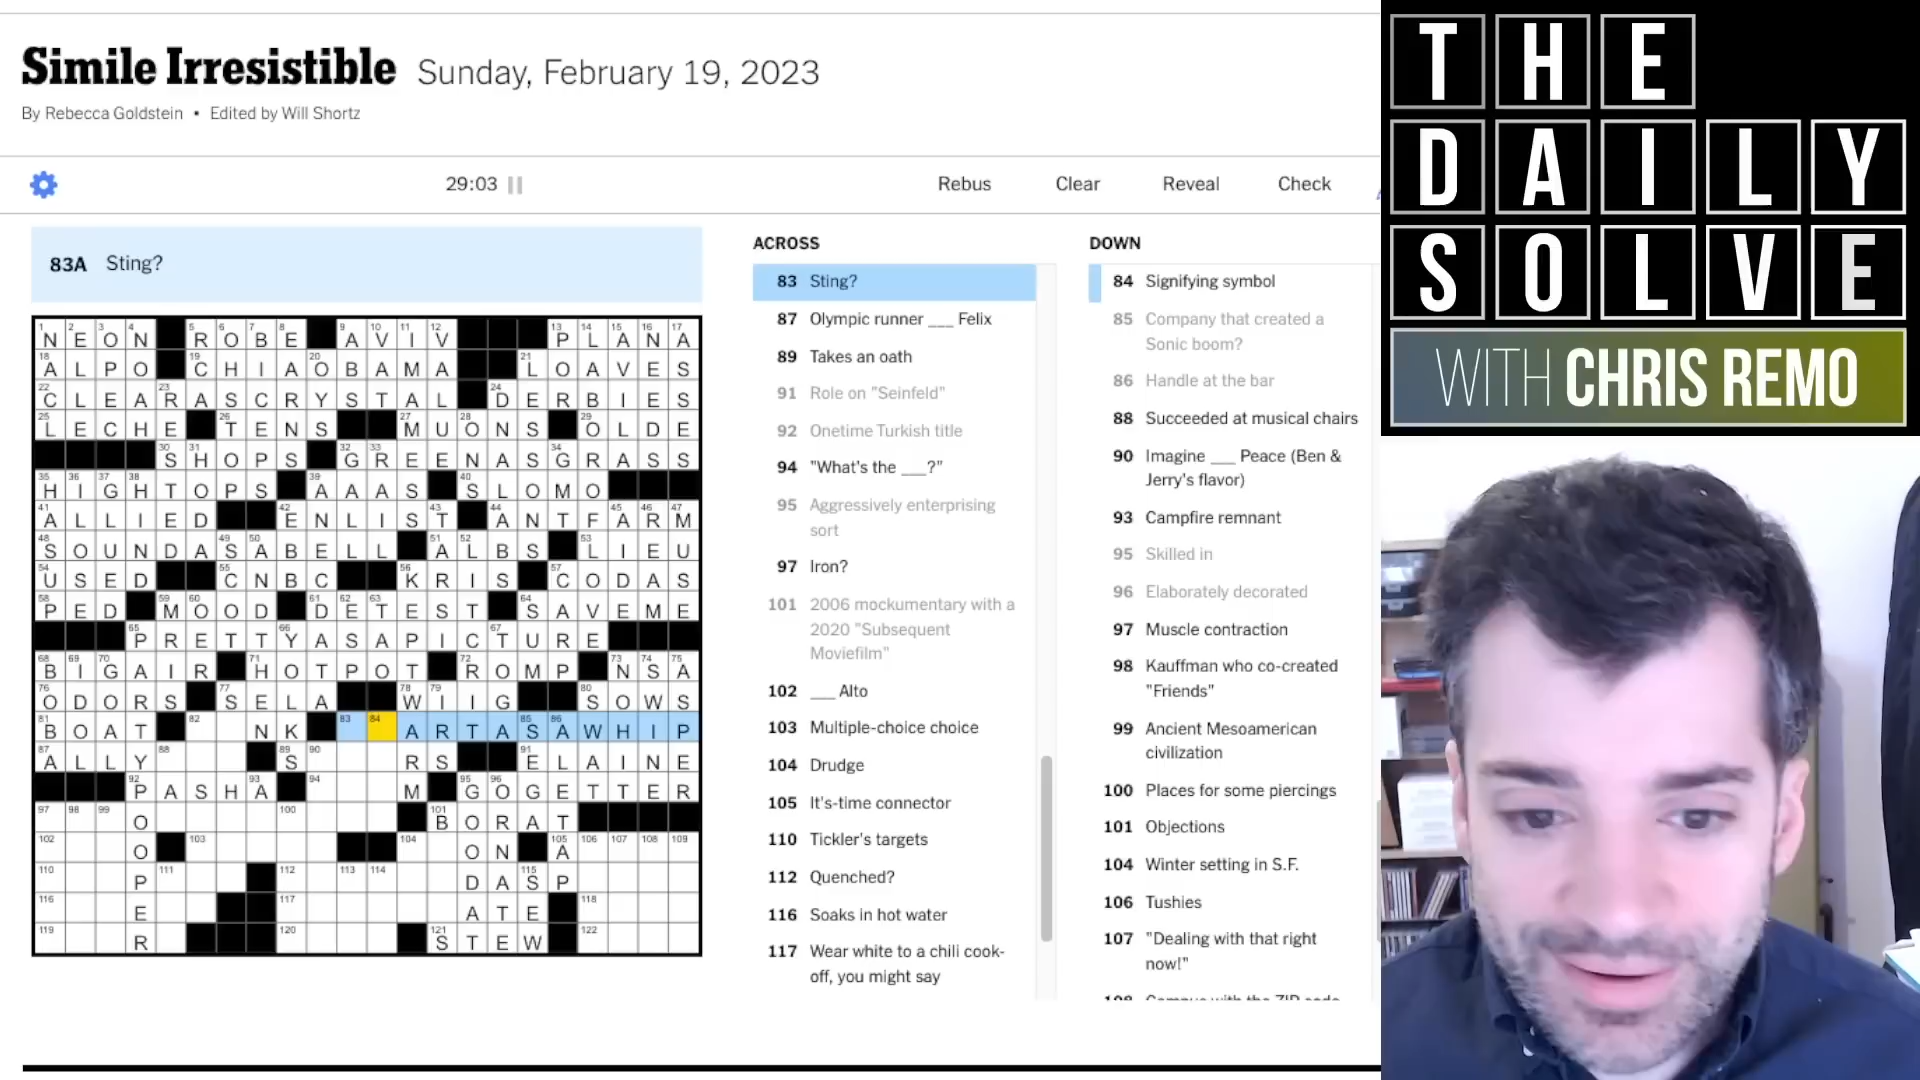 Simile Irresistible Sunday, February 19, 2023
By Rebecca Goldstein • Edited by Will Shortz
29:03
Rebus Clear Reveal Check
83A Sting?
N E O N R O B E A V I V P L A N A
A L P O C H I A O B A M A L O A V E S
C L E A R A S C R Y S T A L D E R B I E S
L E C H E T E N S M U O N S O L D E
S H O P S G R E E N A S G R A S S
H I G H T O P S A A A S S L O M O
A L L I E D E N L I S T A N T F A R M
S O U N D A S A B E L L A L B S L I E U
U S E D C N B C K R I S C O D A S
P E D M O O D D E T E S T S A V E M E
P R E T T Y A S A P I C T U R E
B I G A I R H O T P O T R O M P N S A
O D O R S S E L A W I I G S O W S
B O A T N K A R T A S A W H I P
A L L Y S R S E L A I N E
P A S H A M G O G E T T E R
O B O R A T
O O N A
P D A S P
E A T E
R S T E W
ACROSS
83 Sting?
87 Olympic runner ___ Felix
89 Takes an oath
91 Role on "Seinfeld"
92 Onetime Turkish title
94 "What's the ___?"
95 Aggressively enterprising
sort
97 Iron?
101 2006 mockumentary with a
2020 "Subsequent
Moviefilm"
102 ___ Alto
103 Multiple-choice choice
104 Drudge
105 It's-time connector
110 Tickler's targets
112 Quenched?
116 Soaks in hot water
117 Wear white to a chili cook-
off, you might say
DOWN
84 Signifying symbol
85 Company that created a
Sonic boom?
86 Handle at the bar
88 Succeeded at musical chairs
90 Imagine ___ Peace (Ben &
Jerry's flavor)
93 Campfire remnant
95 Skilled in
96 Elaborately decorated
97 Muscle contraction
98 Kauffman who co-created
"Friends"
99 Ancient Mesoamerican
civilization
100 Places for some piercings
101 Objections
104 Winter setting in S.F.
106 Tushies
107 "Dealing with that right
now!"
THE
DAILY
SOLVE
WITH CHRIS REMO